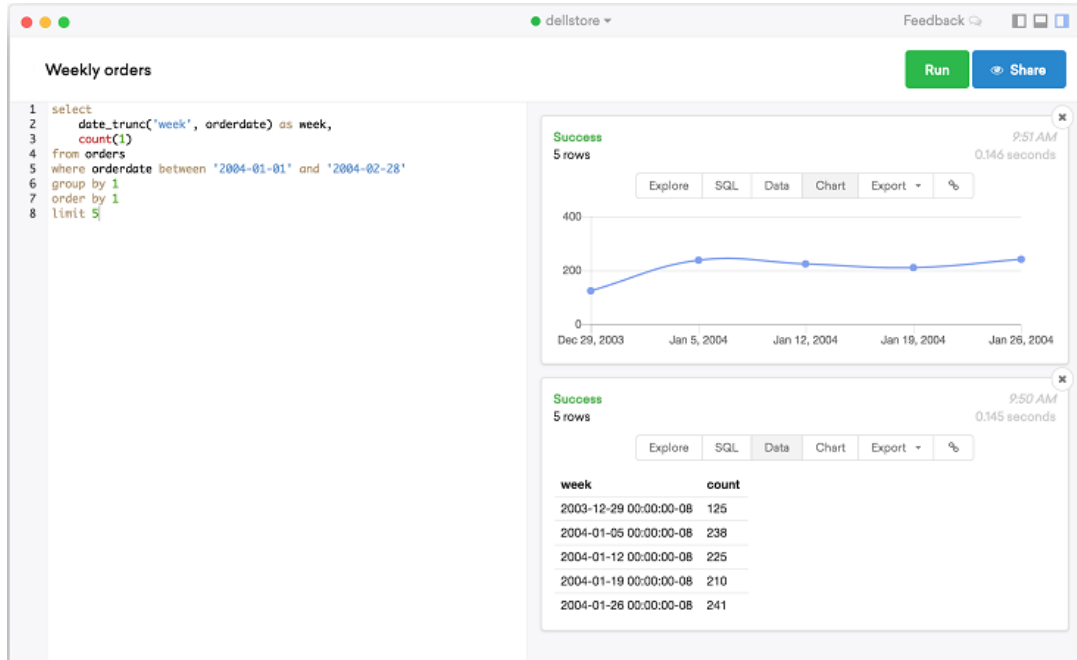 dellstore
Feedback
Weekly orders
Run
Share
1 select
2 date_trunc('week', orderdate) as week,
3 count(1)
4 from orders
5 where orderdate between '2004-01-01' and '2004-02-28'
6 group by 1
7 order by 1
8 limit 5
Success 9:51 AM
5 rows 0.146 seconds
Explore SQL Data Chart Export
400
200
0
Dec 29, 2003 Jan 5, 2004 Jan 12, 2004 Jan 19, 2004 Jan 26, 2004
Success 9:50 AM
5 rows 0.145 seconds
Explore SQL Data Chart Export
week count
2003-12-29 00:00:00-08 125
2004-01-05 00:00:00-08 238
2004-01-12 00:00:00-08 225
2004-01-19 00:00:00-08 210
2004-01-26 00:00:00-08 241